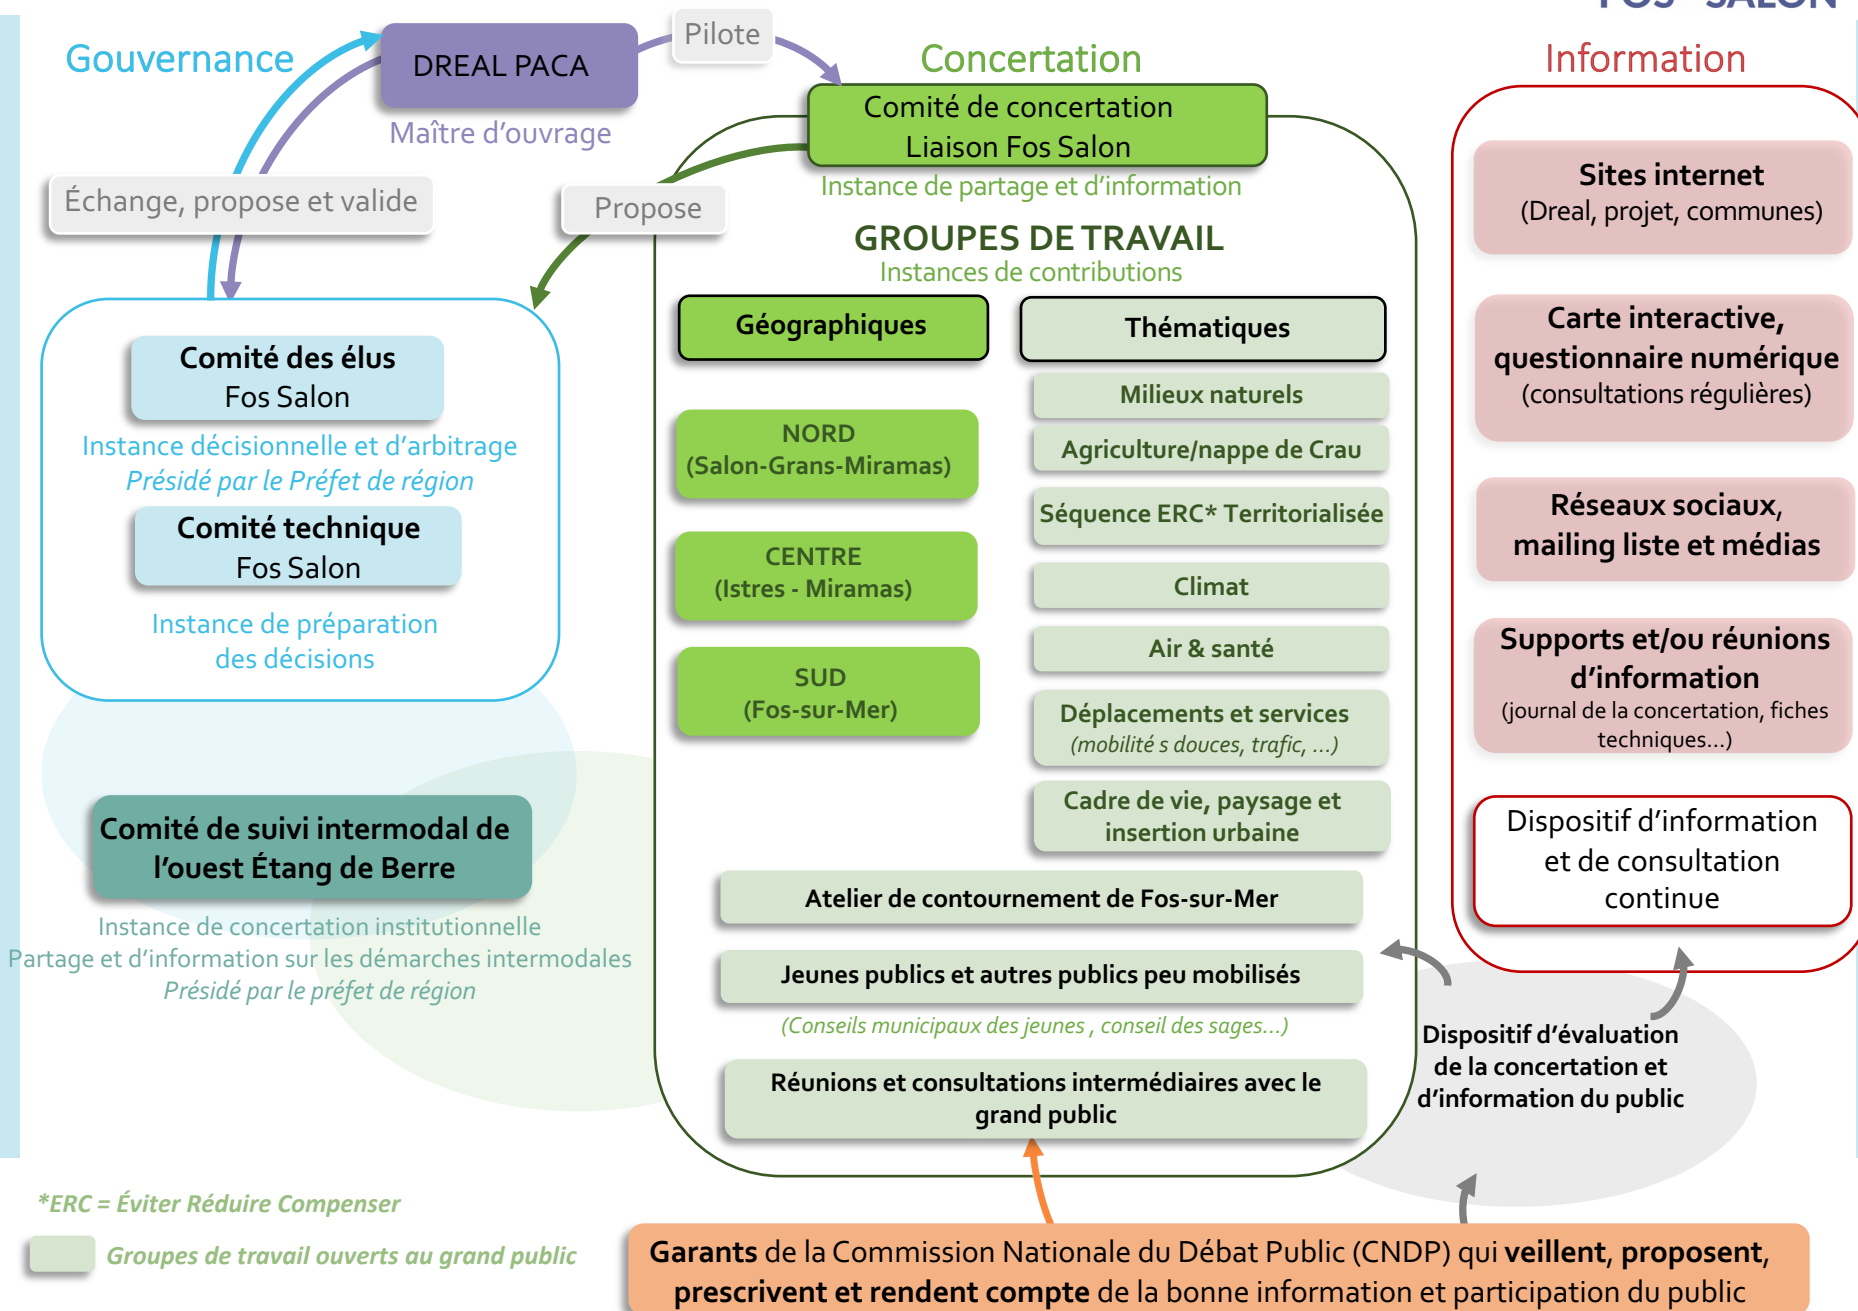 FOS SALON
Gouvernance
DREAL PACA
Maître d'ouvrage
Pilote
Échange, propose et valide
Propose
Comité des élus
Fos Salon
Instance décisionnelle et d'arbitrage
Présidé par le Préfet de région
Comité technique
Fos Salon
Instance de préparation
des décisions
Comité de suivi intermodal de
l'ouest Étang de Berre
Instance de concertation institutionnelle
Partage et d'information sur les démarches intermodales
Présidé par le préfet de région
Concertation
Comité de concertation
Liaison Fos Salon
Instance de partage et d'information
GROUPES DE TRAVAIL
Instances de contributions
Géographiques
NORD
(Salon-Grans-Miramas)
CENTRE
(Istres - Miramas)
SUD
(Fos-sur-Mer)
Thématiques
Milieux naturels
Agriculture/nappe de Crau
Séquence ERC* Territorialisée
Climat
Air & santé
Déplacements et services
(mobilité s douces, trafic, ...)
Cadre de vie, paysage et
insertion urbaine
Atelier de contournement de Fos-sur-Mer
Jeunes publics et autres publics peu mobilisés
(Conseils municipaux des jeunes , conseil des sages...)
Réunions et consultations intermédiaires avec le
grand public
Information
Sites internet
(Dreal, projet, communes)
Carte interactive,
questionnaire numérique
(consultations régulières)
Réseaux sociaux,
mailing liste et médias
Supports et/ou réunions
d'information
(journal de la concertation, fiches
techniques...)
Dispositif d'information
et de consultation
continue
Dispositif d'évaluation
de la concertation et
d'information du public
*ERC = Éviter Réduire Compenser
Groupes de travail ouverts au grand public
Garants de la Commission Nationale du Débat Public (CNDP) qui veillent, proposent,
prescrivent et rendent compte de la bonne information et participation du public